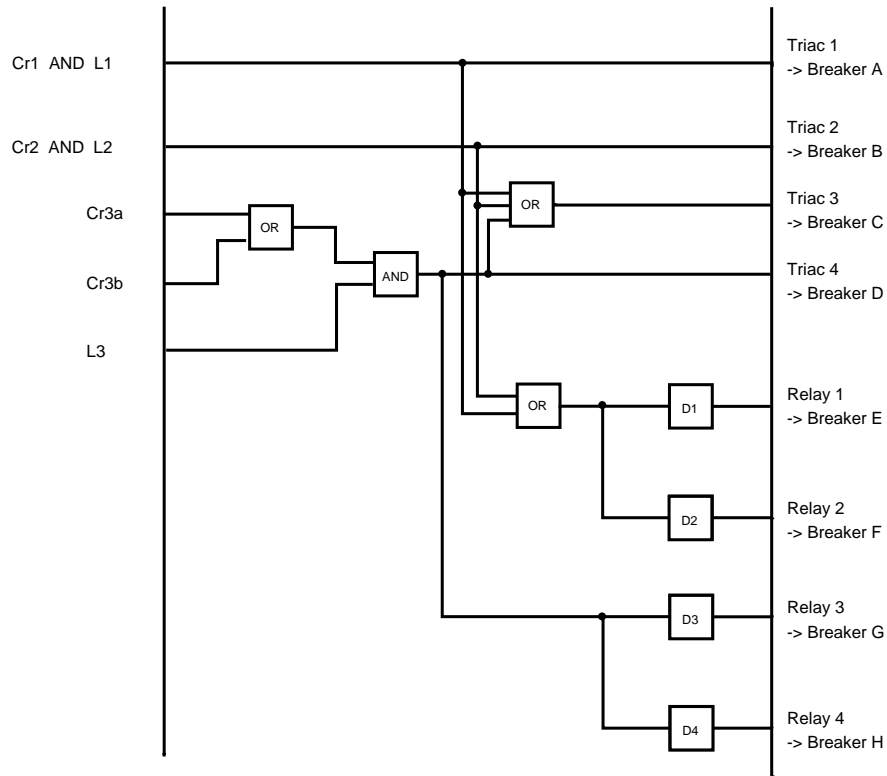 Cr1 AND L1
Triac 1
-> Breaker A
Cr2 AND L2
Triac 2
-> Breaker B
Cr3a
OR
OR
Triac 3
-> Breaker C
Cr3b
AND
Triac 4
-> Breaker D
L3
OR
D1
Relay 1
-> Breaker E
D2
Relay 2
-> Breaker F
D3
Relay 3
-> Breaker G
D4
Relay 4
-> Breaker H